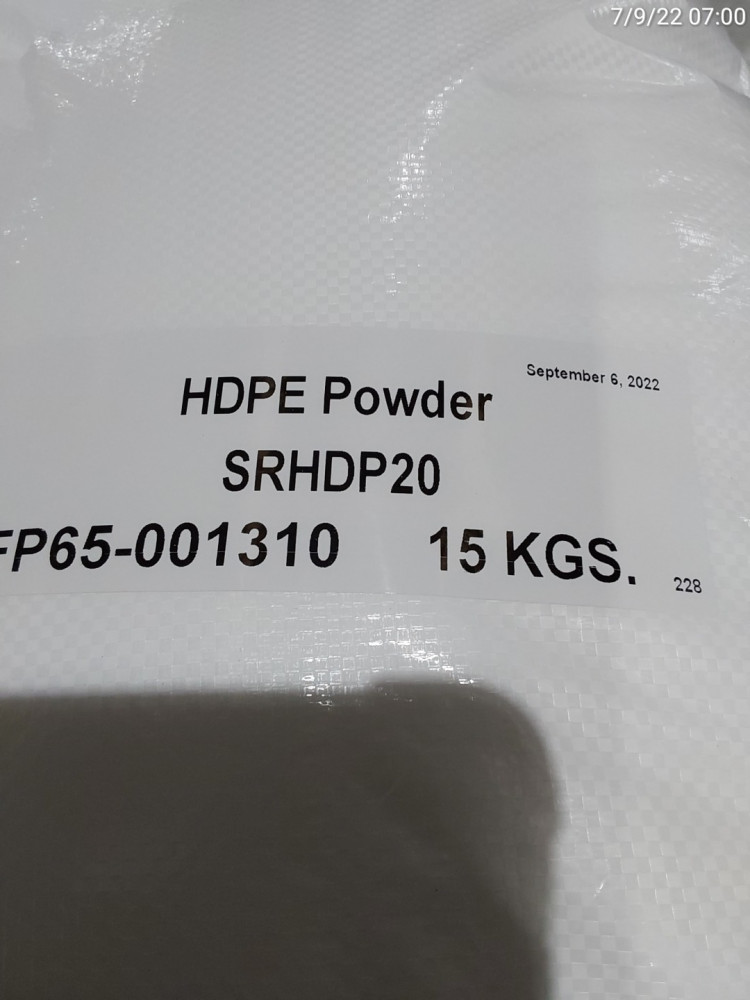 7/9/22 07:00
September 6, 2022
HDPE Powder
SRHDP20
FP65-001310 15 KGS.
228